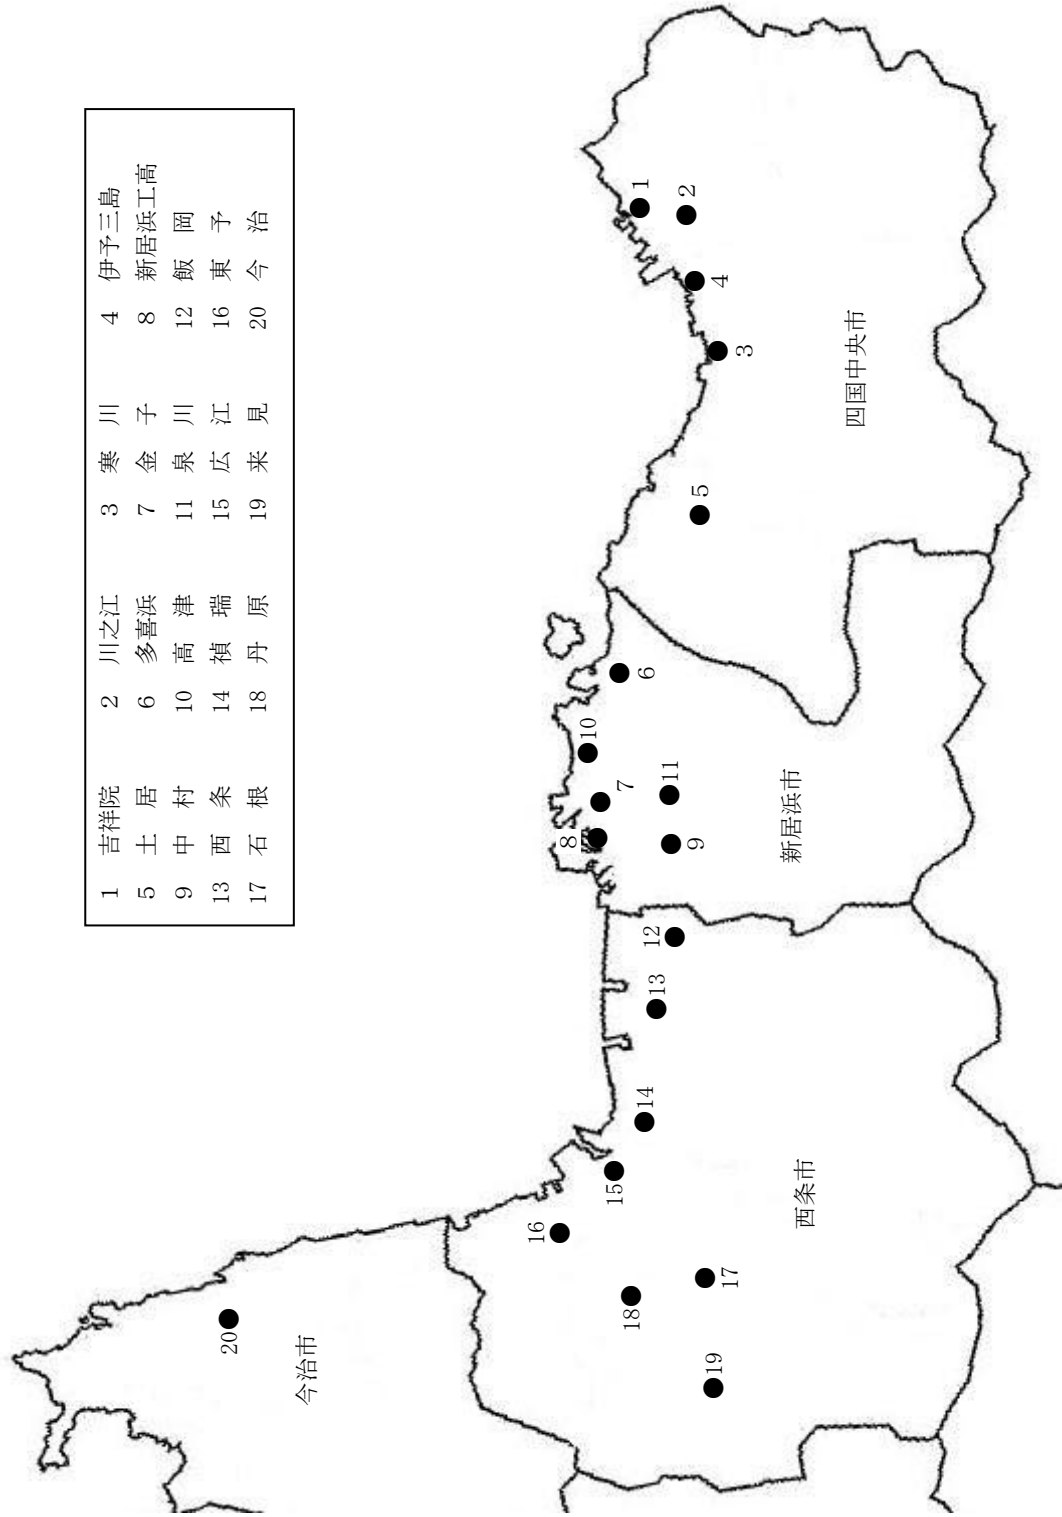 1 吉祥院 2 川之江 3 寒川 4 伊予三島
5 土居 6 多喜浜 7 金子 8 新居浜工高
9 中村 10 高津 11 泉川 12 飯岡
13 西条 14 禎瑞 15 広江 16 東予
17 石根 18 丹原 19 来見 20 今治
20
今治市
16
15
14
13
12
18
17
19
西条市
8
7
10
6
9
11
新居浜市
5
3
4
1
2
四国中央市